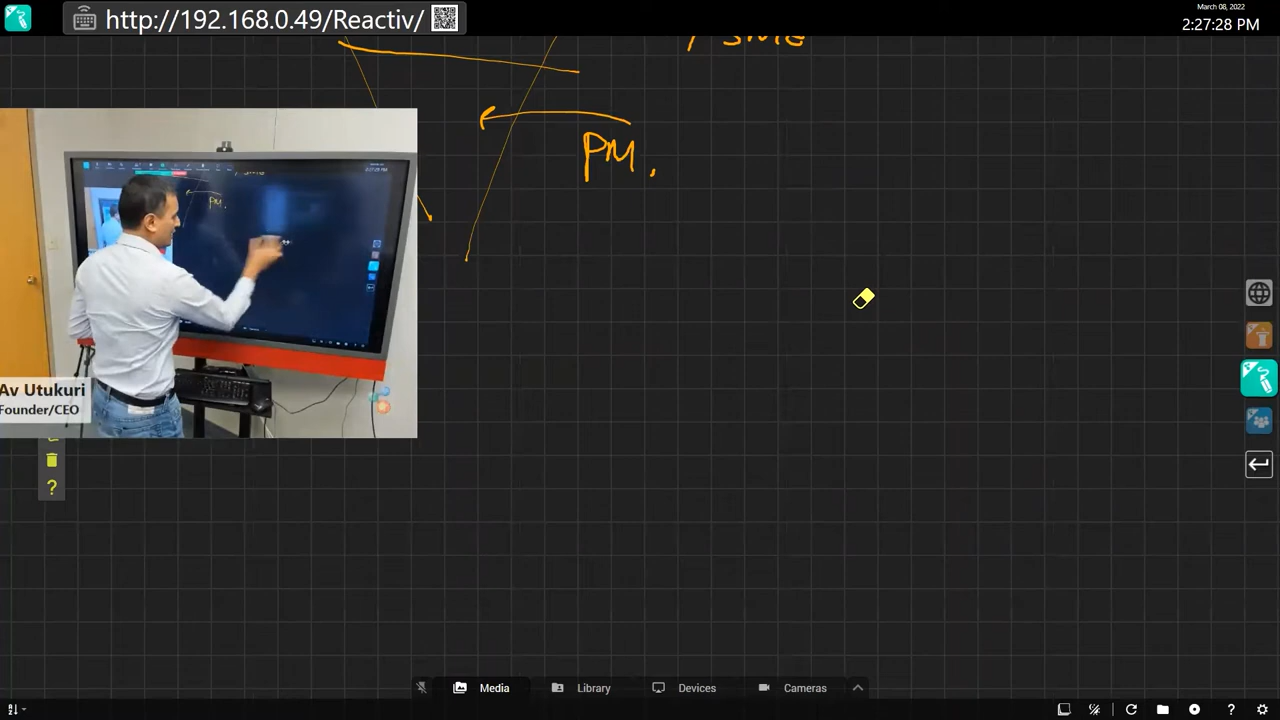 http://192.168.0.49/Reactiv/
March 08, 2022
2:27:28 PM
PM.
Av Utukuri
Founder/CEO
?
Media
Library
Devices
Cameras
?